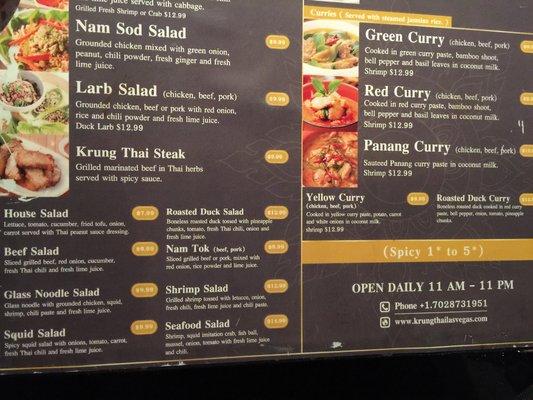 with cabbage.
Grilled Fresh Shrimp or Crab $12.99
Nam Sod Salad
$9.99
Grounded chicken mixed with green onion,
peanut, chili powder, fresh ginger and fresh
lime juice.
Larb Salad (chicken, beef, pork)
$9.99
Grounded chicken, beef or pork with red onion,
rice and chili powder and fresh lime juice.
Duck Larb $12.99
Krung Thai Steak
$9.99
Grilled marinated beef in Thai herbs
served with spicy sauce.
House Salad
$7.99
Lettuce, tomato, cucumber, fried tofu, onion,
carrot served with Thai peanut sauce dressing.
Beef Salad
$9.99
Sliced grilled beef, red onion, cucumber,
fresh Thai chili and fresh lime juice.
Glass Noodle Salad
$9.99
Glass noodle with grounded chicken, squid,
shrimp, chili paste and fresh lime juice.
Squid Salad
$9.99
Spicy squid salad with onion, tomato, carrot,
fresh Thai chili and fresh lime juice.
Roasted Duck Salad
$12.99
Boneless roasted duck tossed with pineapple
chunks, tomato, fresh Thai chili, onion and
fresh lime juice.
Nam Tok (beef, pork)
$9.99
Sliced grilled beef or pork, mixed with
red onion, rice powder and lime juice.
Shrimp Salad
$12.99
Grilled shrimp tossed with lettuce, onion,
fresh chili, fresh lime juice and chili paste.
Seafood Salad
$14.99
Shrimp, squid imitation crab, fish ball,
mussel, onion, tomato with fresh lime juice
and chili.
Curries ( Served with steamed jasmine rice. )
Green Curry (chicken, beef, pork)
Cooked in green curry paste, bamboo shoot,
bell pepper and basil leaves in coconut milk.
Shrimp $12.99
Red Curry (chicken, beef, pork)
Cooked in red curry paste, bamboo shoot,
bell pepper and basil leaves in coconut milk.
Shrimp $12.99
Panang Curry (chicken, beef, pork)
Sauteed Panang curry paste in coconut milk.
Shrimp $12.99
Yellow Curry
$9.99
(chicken, beef, pork)
Cooked in yellow curry paste, potato, carrot
and white onions in coconut milk.
Shrimp $12.99
Roasted Duck Curry
Boneless roasted duck cooked in red curry
paste, bell pepper, onion, tomato, pineapple
chunks.
(Spicy 1* to 5*)
OPEN DAILY 11 AM - 11 PM
Phone +1.7028731951
www.krungthailasvegas.com